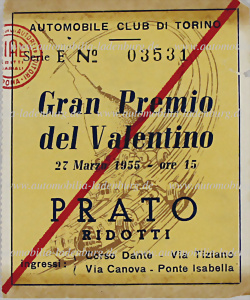 AUTOMOBILE CLUB DI TORINO
Serie E Nº 03531
Gran Premio
del Valentino
27 Marzo 1955 - ore 15
PRATO
RIDOTTI
Ingressi: Corso Dante - Via Tiziano
Via Canova - Ponte Isabella